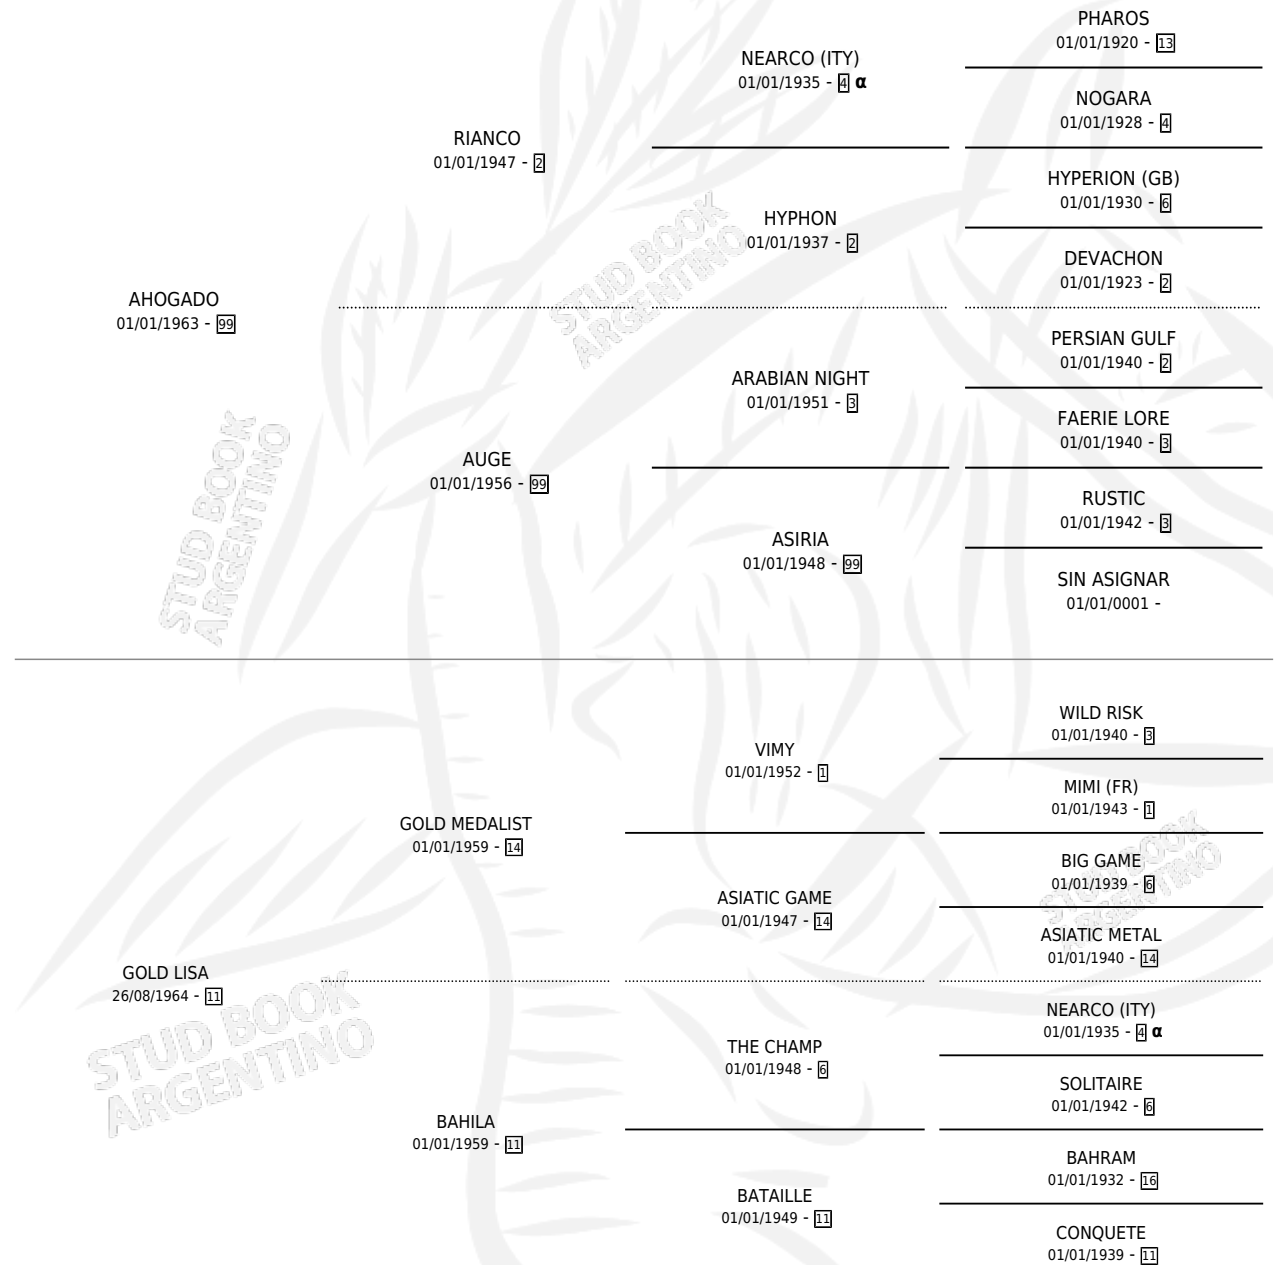 PHAROS
01/01/1920 - 13
NEARCO (ITY)
01/01/1935 - 4 α
NOGARA
01/01/1928 - 4
RIANCO
01/01/1947 - 2
HYPERION (GB)
01/01/1930 - 6
HYPHON
01/01/1937 - 2
DEVACHON
01/01/1923 - 2
STUD BOOK
ARGENTINO
AHOGADO
01/01/1963 - 99
PERSIAN GULF
01/01/1940 - 2
ARABIAN NIGHT
01/01/1951 - 3
FAERIE LORE
01/01/1940 - 3
AUGE
01/01/1956 - 99
RUSTIC
01/01/1942 - 3
ASIRIA
01/01/1948 - 99
SIN ASIGNAR
01/01/0001 -
STUD BOOK
ARGENTINO
WILD RISK
01/01/1940 - 3
VIMY
01/01/1952 - 1
MIMI (FR)
01/01/1943 - 1
GOLD MEDALIST
01/01/1959 - 14
BIG GAME
01/01/1939 - 6
ASIATIC GAME
01/01/1947 - 14
ASIATIC METAL
01/01/1940 - 14
STUD BOOK
ARGENTINO
GOLD LISA
26/08/1964 - 11
NEARCO (ITY)
01/01/1935 - 4 α
THE CHAMP
01/01/1948 - 6
SOLITAIRE
01/01/1942 - 6
STUD BOOK
ARGENTINO
BAHILA
01/01/1959 - 11
BAHRAM
01/01/1932 - 16
BATAILLE
01/01/1949 - 11
CONQUETE
01/01/1939 - 11